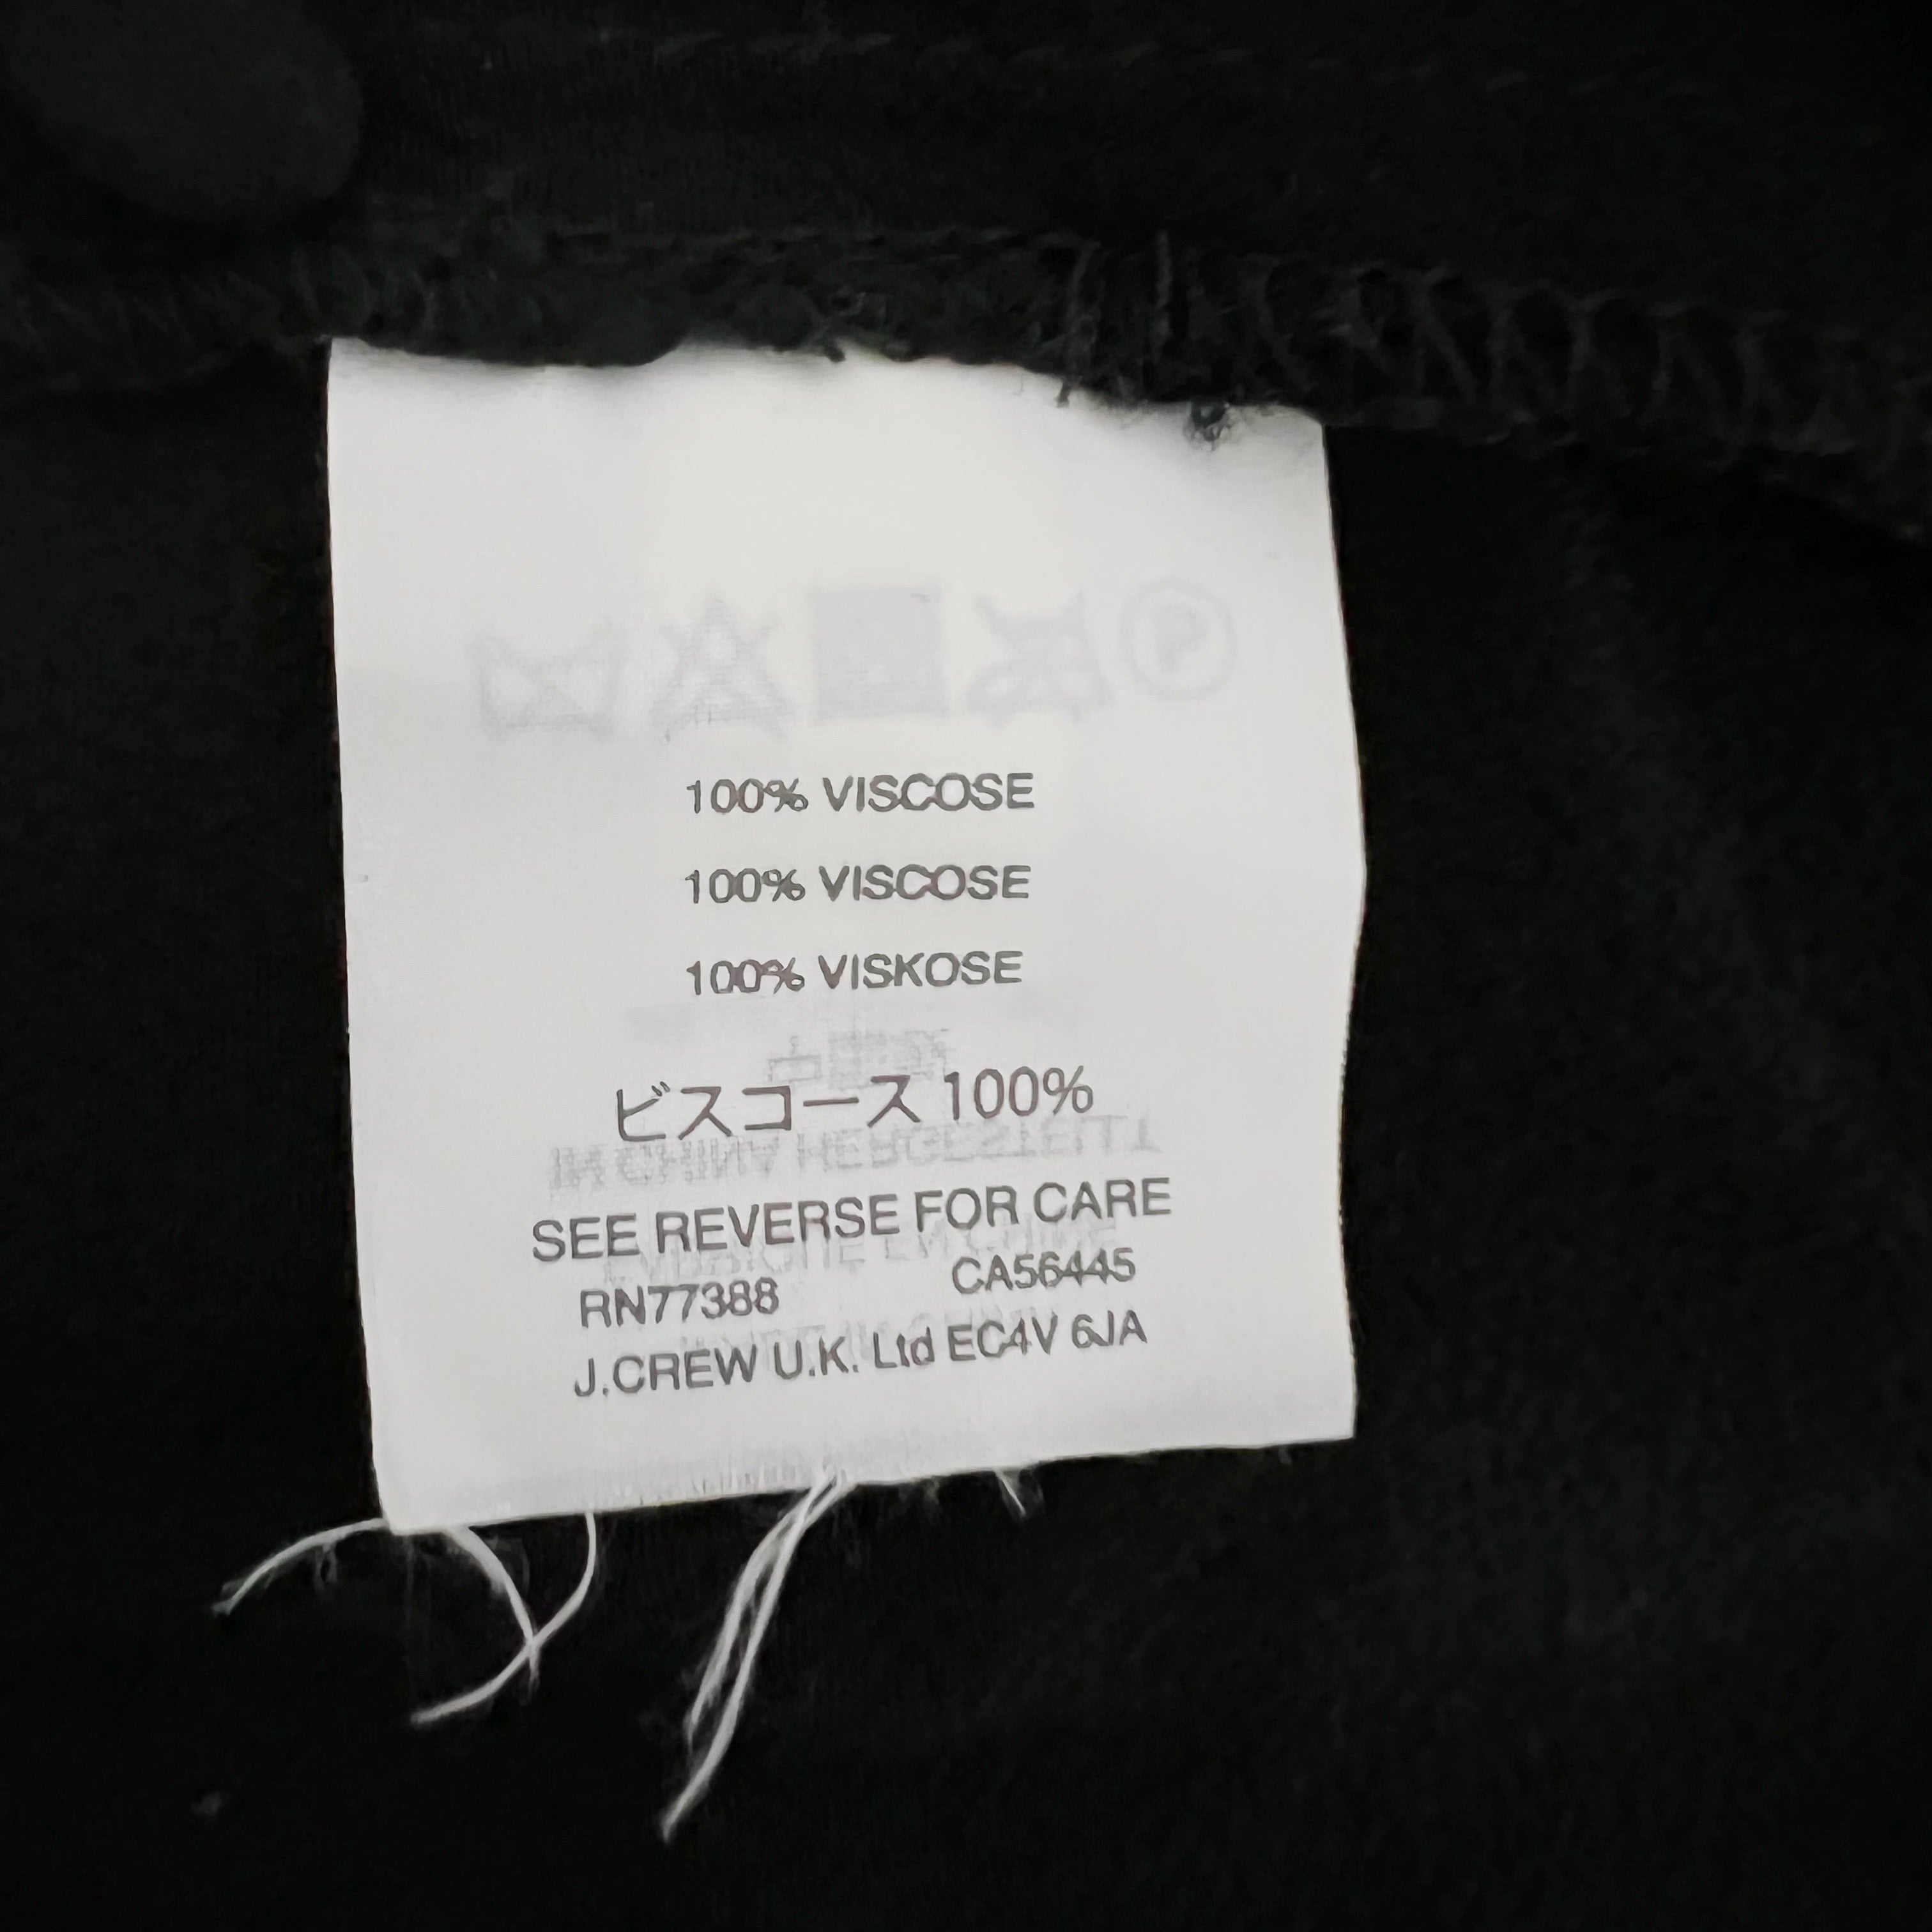 100% VISCOSE
100% VISCOSE
100% VISKOSE
ビスコース 100%
SEE REVERSE FOR CARE
RN77388 CA56445
J.CREW U.K. Ltd EC4V 6JA